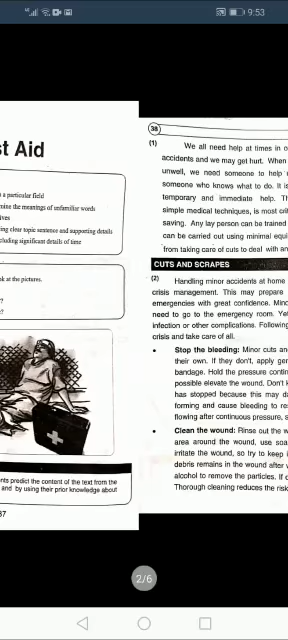 9:53
t Aid
a particular field
mine the meanings of unfamiliar words
ives
ing clear topic sentence and supporting details
cluding significant details of time
ok at the pictures.
?
?
nts predict the content of the text from the
and by using their prior knowledge about
37
38
(1) We all need help at times in o
accidents and we may get hurt. When
unwell, we need someone to help
someone who knows what to do. It is
temporary and immediate help. Th
simple medical techniques, is most crit
saving. Any lay person can be trained
can be carried out using minimal equi
from taking care of cuts to deal with an
CUTS AND SCRAPES
(2) Handling minor accidents at home
crisis management. This may prepare
emergencies with great confidence. Minc
need to go to the emergency room. Yet
infection or other complications. Following
crisis and take care of all.
• Stop the bleeding: Minor cuts and
their own. If they don't, apply gen
bandage. Hold the pressure contin
possible elevate the wound. Don't k
has stopped because this may da
forming and cause bleeding to res
flowing after continuous pressure, s
• Clean the wound: Rinse out the w
area around the wound, use soa
irritate the wound, so try to keep i
debris remains in the wound after w
alcohol to remove the particles. If d
Thorough cleaning reduces the risk
2/6